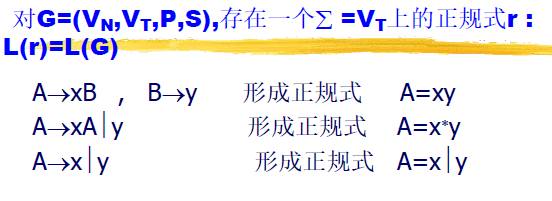 对G=(VN,VT,P,S),存在一个∑ =VT上的正规式r :
L(r)=L(G)
A→xB , B→y 形成正规式 A=xy
A→xA|y 形成正规式 A=x*y
A→x|y 形成正规式 A=x|y